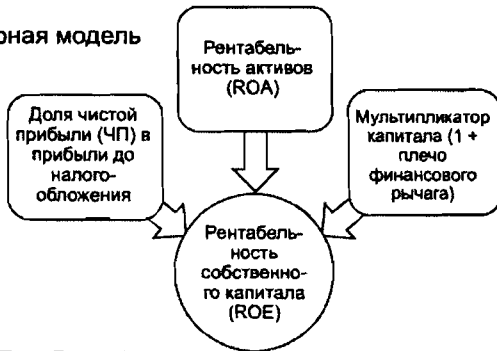 рная модель
Рентабель-
ность активов
(ROA)
Доля чистой
прибыли (ЧП) в
прибыли до
налого-
обложения
Мультипликатор
капитала (1 +
плечо
финансового
рычага)
Рентабель-
ность
собственно-
го капитала
(ROE)